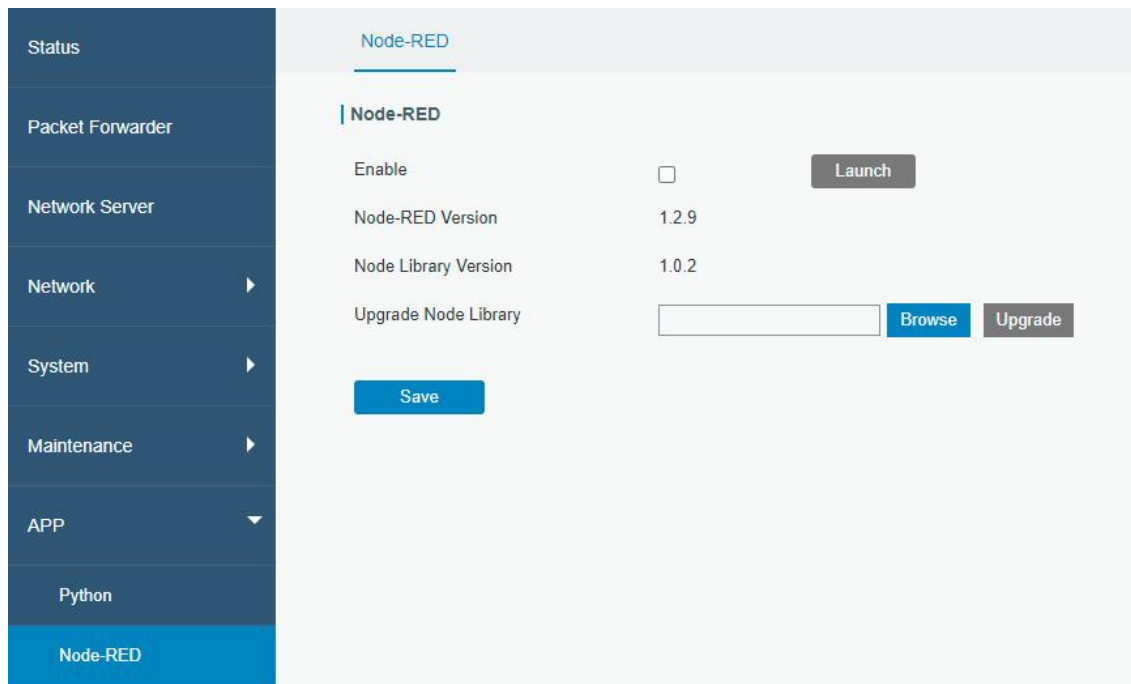 Status
Packet Forwarder
Network Server
Network
System
Maintenance
APP
Python
Node-RED
Node-RED
Node-RED
Enable Launch
Node-RED Version 1.2.9
Node Library Version 1.0.2
Upgrade Node Library Browse Upgrade
Save